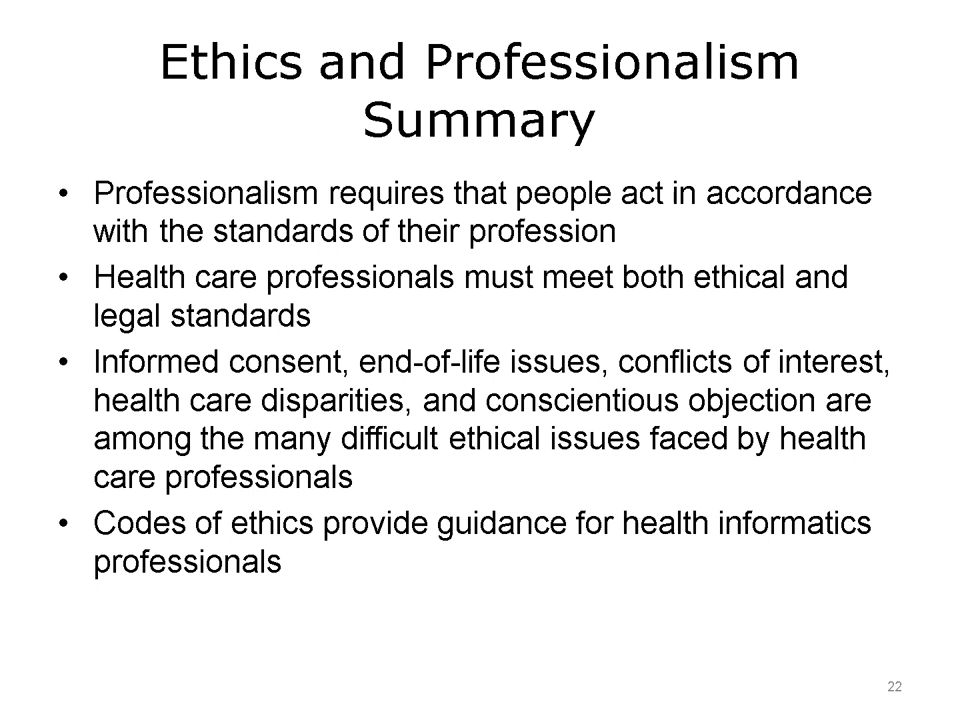 Ethics and Professionalism
Summary
• Professionalism requires that people act in accordance
with the standards of their profession
• Health care professionals must meet both ethical and
legal standards
• Informed consent, end-of-life issues, conflicts of interest,
health care disparities, and conscientious objection are
among the many difficult ethical issues faced by health
care professionals
• Codes of ethics provide guidance for health informatics
professionals
22